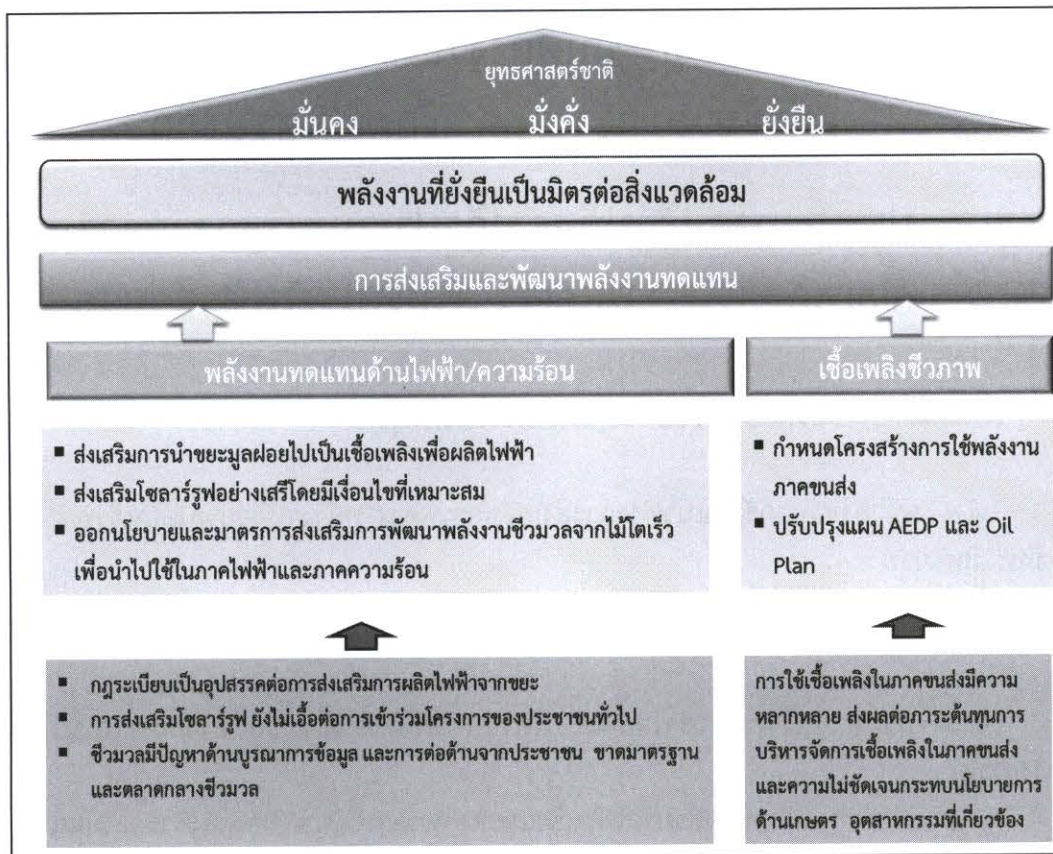 ยุทธศาสตร์ชาติ
มั่นคง มั่งคั่ง ยั่งยืน
พลังงานที่ยั่งยืนเป็นมิตรต่อสิ่งแวดล้อม
การส่งเสริมและพัฒนาพลังงานทดแทน
พลังงานทดแทนด้านไฟฟ้า/ความร้อน
▪ ส่งเสริมการนำขยะมูลฝอยไปเป็นเชื้อเพลิงเพื่อผลิตไฟฟ้า
▪ ส่งเสริมโซลาร์รูฟอย่างเสรีโดยมีเงื่อนไขที่เหมาะสม
▪ ออกนโยบายและมาตรการส่งเสริมการพัฒนาพลังงานชีวมวลจากไม้โตเร็ว
เพื่อนำไปใช้ในภาคไฟฟ้าและภาคความร้อน
▪ กฎระเบียบเป็นอุปสรรคต่อการส่งเสริมการผลิตไฟฟ้าจากขยะ
▪ การส่งเสริมโซลาร์รูฟ ยังไม่เอื้อต่อการเข้าร่วมโครงการของประชาชนทั่วไป
▪ ชีวมวลมีปัญหาด้านบูรณาการข้อมูล และการต่อต้านจากประชาชน ขาดมาตรฐาน
และตลาดกลางชีวมวล
เชื้อเพลิงชีวภาพ
▪ กำหนดโครงสร้างการใช้พลังงาน
ภาคขนส่ง
▪ ปรับปรุงแผน AEDP และ Oil
Plan
การใช้เชื้อเพลิงในภาคขนส่งมีความ
หลากหลาย ส่งผลต่อภาระต้นทุนการ
บริหารจัดการเชื้อเพลิงในภาคขนส่ง
และความไม่ชัดเจนกระทบนโยบายการ
ด้านเกษตร อุตสาหกรรมที่เกี่ยวข้อง